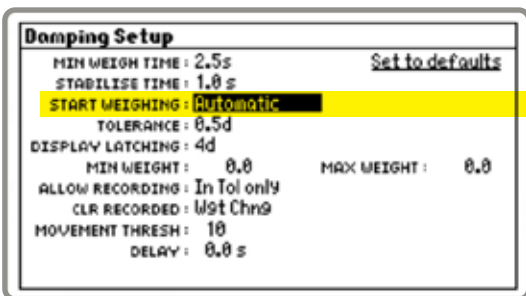 Damping Setup
MIN WEIGH TIME: 2.5s Set to defaults
STABILISE TIME: 1.0 s
START WEIGHING: Automatic
TOLERANCE: 0.5d
DISPLAY LATCHING: 4d
MIN WEIGHT: 0.0 MAX WEIGHT: 0.0
ALLOW RECORDING: In Tol only
CLR RECORDED: Wgt Chng
MOVEMENT THRESH: 10
DELAY: 0.0 s